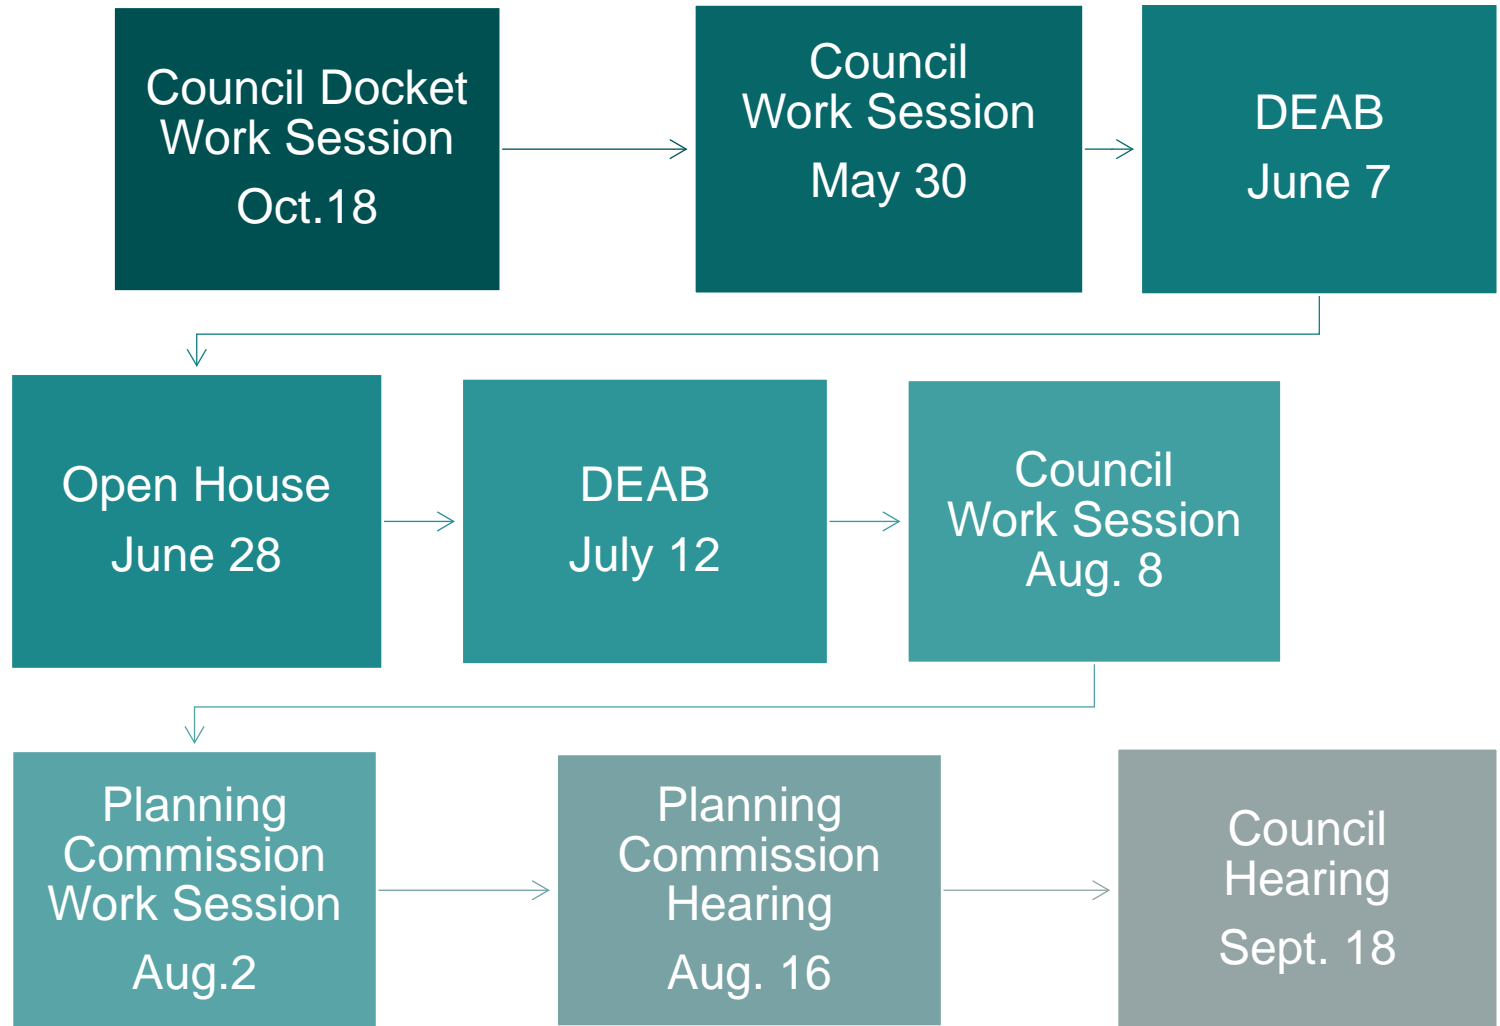 Council Docket
Work Session
Oct.18
Council
Work Session
May 30
DEAB
June 7
Open House
June 28
DEAB
July 12
Council
Work Session
Aug. 8
Planning
Commission
Work Session
Aug.2
Planning
Commission
Hearing
Aug. 16
Council
Hearing
Sept. 18